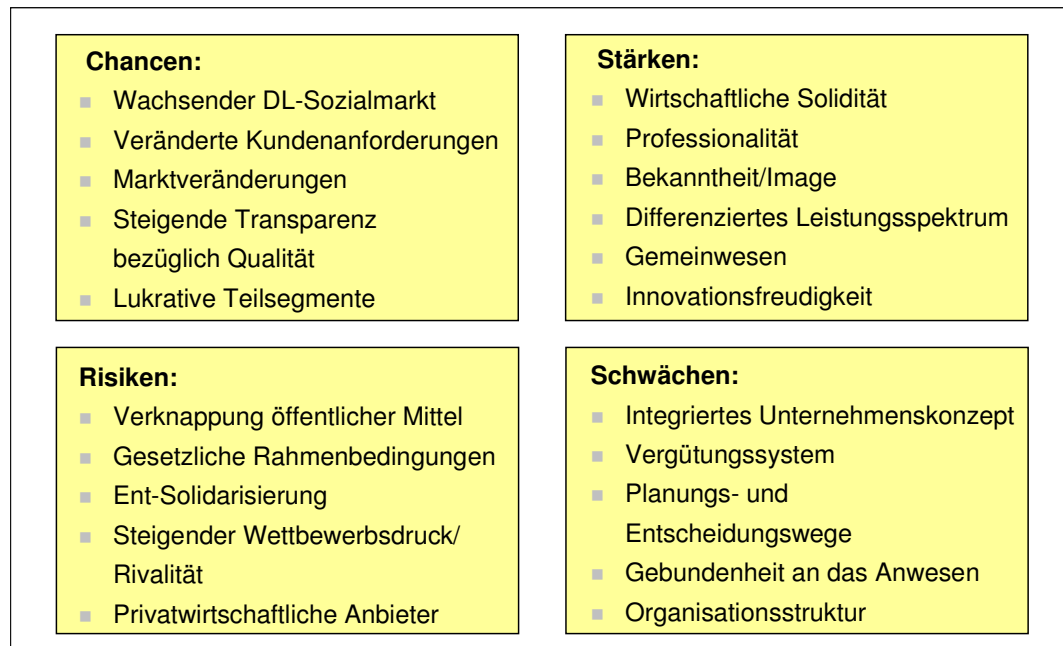 Chancen:
Wachsender DL-Sozialmarkt
Veränderte Kundenanforderungen
Marktveränderungen
Steigende Transparenz
bezüglich Qualität
Lukrative Teilsegmente
Stärken:
Wirtschaftliche Solidität
Professionalität
Bekanntheit/Image
Differenziertes Leistungsspektrum
Gemeinwesen
Innovationsfreudigkeit
Risiken:
Verknappung öffentlicher Mittel
Gesetzliche Rahmenbedingungen
Ent-Solidarisierung
Steigender Wettbewerbsdruck/
Rivalität
Privatwirtschaftliche Anbieter
Schwächen:
Integriertes Unternehmenskonzept
Vergütungssystem
Planungs- und
Entscheidungswege
Gebundenheit an das Anwesen
Organisationsstruktur